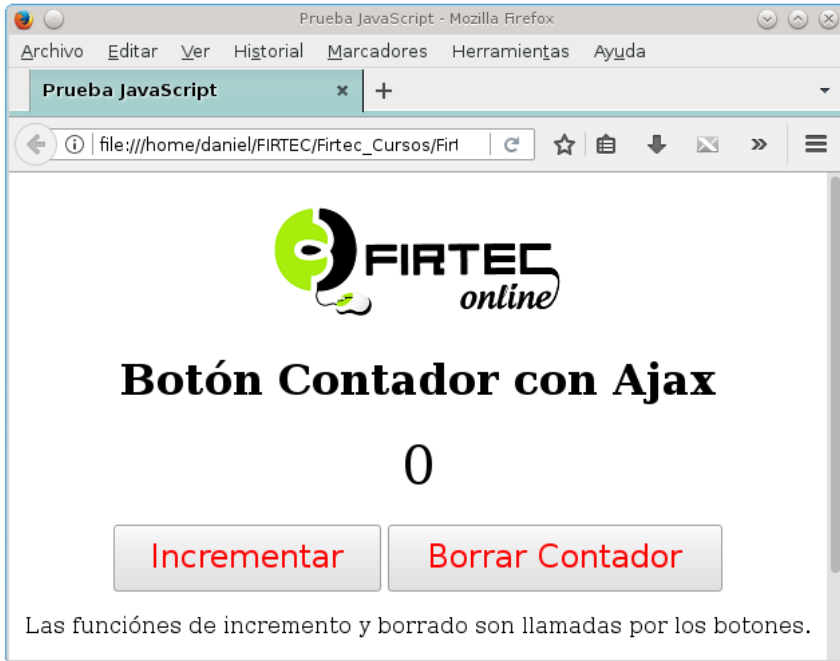 Prueba JavaScript - Mozilla Firefox
Archivo Editar Ver Historial Marcadores Herramientas Ayuda
Prueba JavaScript × +
file:///home/daniel/FIRTEC/Firtec_Cursos/Firt
FIRTEC
online
Botón Contador con Ajax
0
Incrementar Borrar Contador
Las funciónes de incremento y borrado son llamadas por los botones.